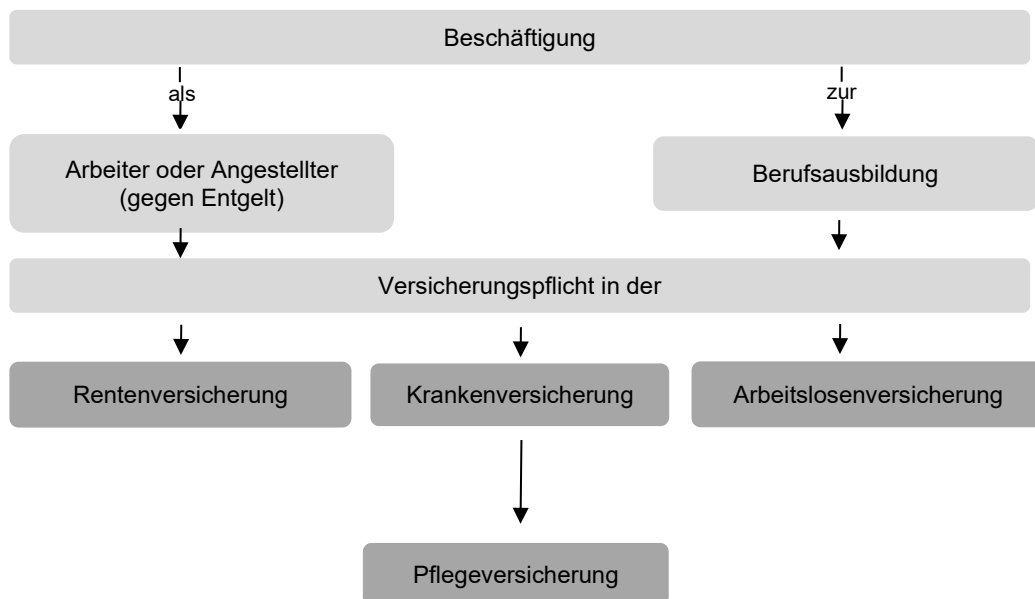 Beschäftigung
als
zur
Arbeiter oder Angestellter
(gegen Entgelt)
Berufsausbildung
Versicherungspflicht in der
Rentenversicherung
Krankenversicherung
Arbeitslosenversicherung
Pflegeversicherung